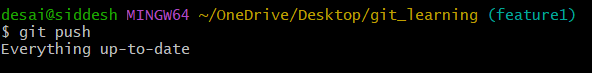 desai@siddesh MINGW64 ~/OneDrive/Desktop/git_learning (feature1)
$ git push
Everything up-to-date